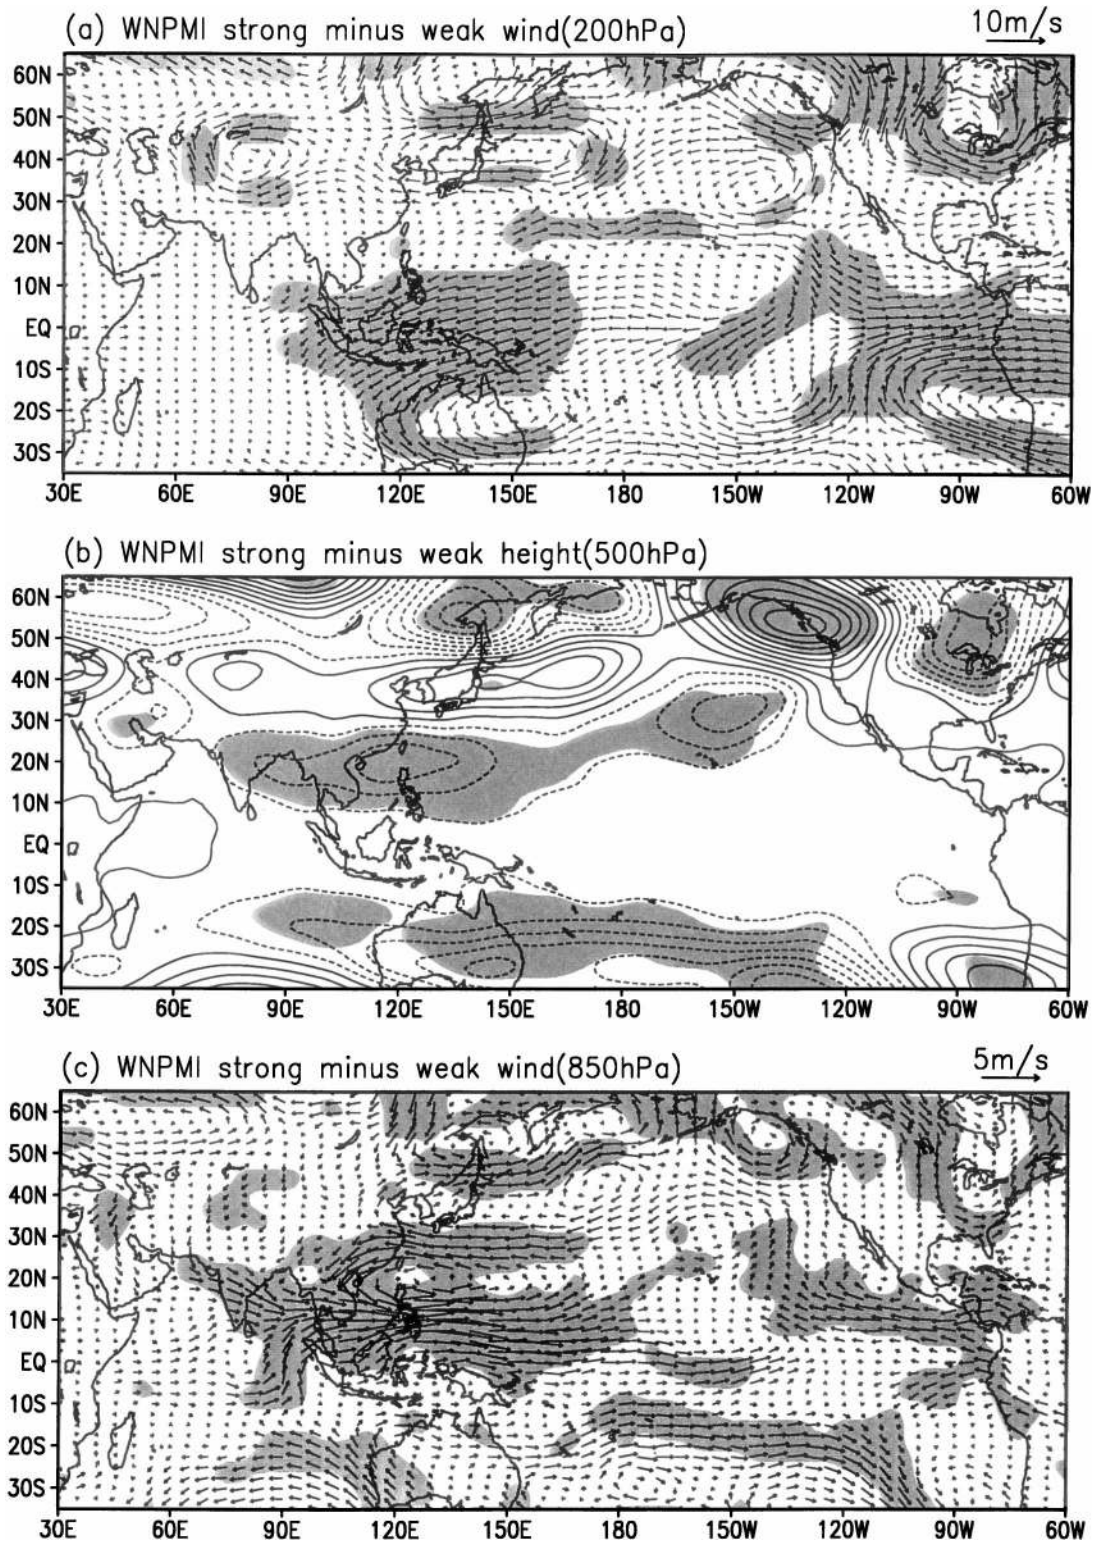 (a) WNPMI strong minus weak wind(200hPa) 10m/s
60N
50N
40N
30N
20N
10N
EQ
10S
20S
30S
30E 60E 90E 120E 150E 180 150W 120W 90W 60W
(b) WNPMI strong minus weak height(500hPa)
60N
50N
40N
30N
20N
10N
EQ
10S
20S
30S
30E 60E 90E 120E 150E 180 150W 120W 90W 60W
(c) WNPMI strong minus weak wind(850hPa) 5m/s
60N
50N
40N
30N
20N
10N
EQ
10S
20S
30S
30E 60E 90E 120E 150E 180 150W 120W 90W 60W